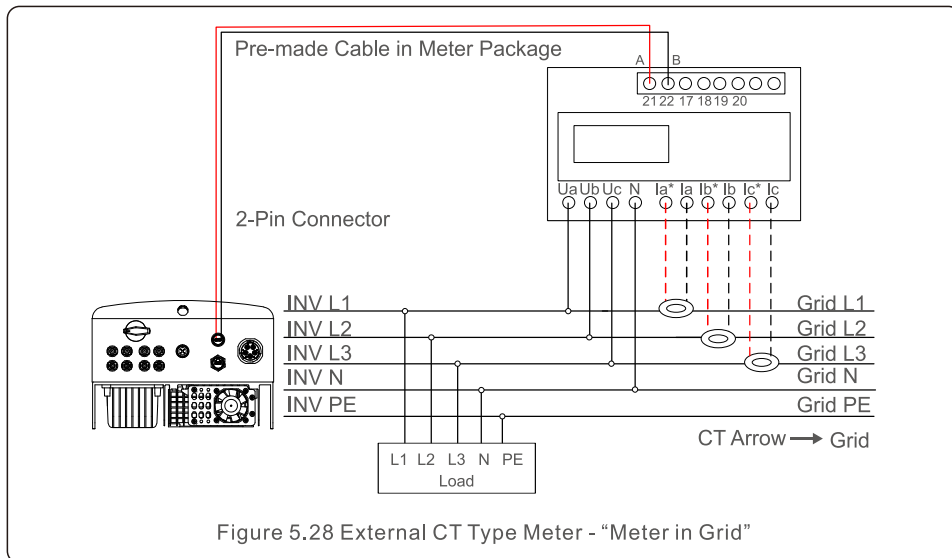 Pre-made Cable in Meter Package
A B
21 22 17 18 19 20
Ua Ub Uc N Ia* Ia Ib* Ib Ic* Ic
2-Pin Connector
INV L1 Grid L1
INV L2 Grid L2
INV L3 Grid L3
INV N Grid N
INV PE Grid PE
CT Arrow → Grid
L1 L2 L3 N PE
Load
Figure 5.28 External CT Type Meter - “Meter in Grid”